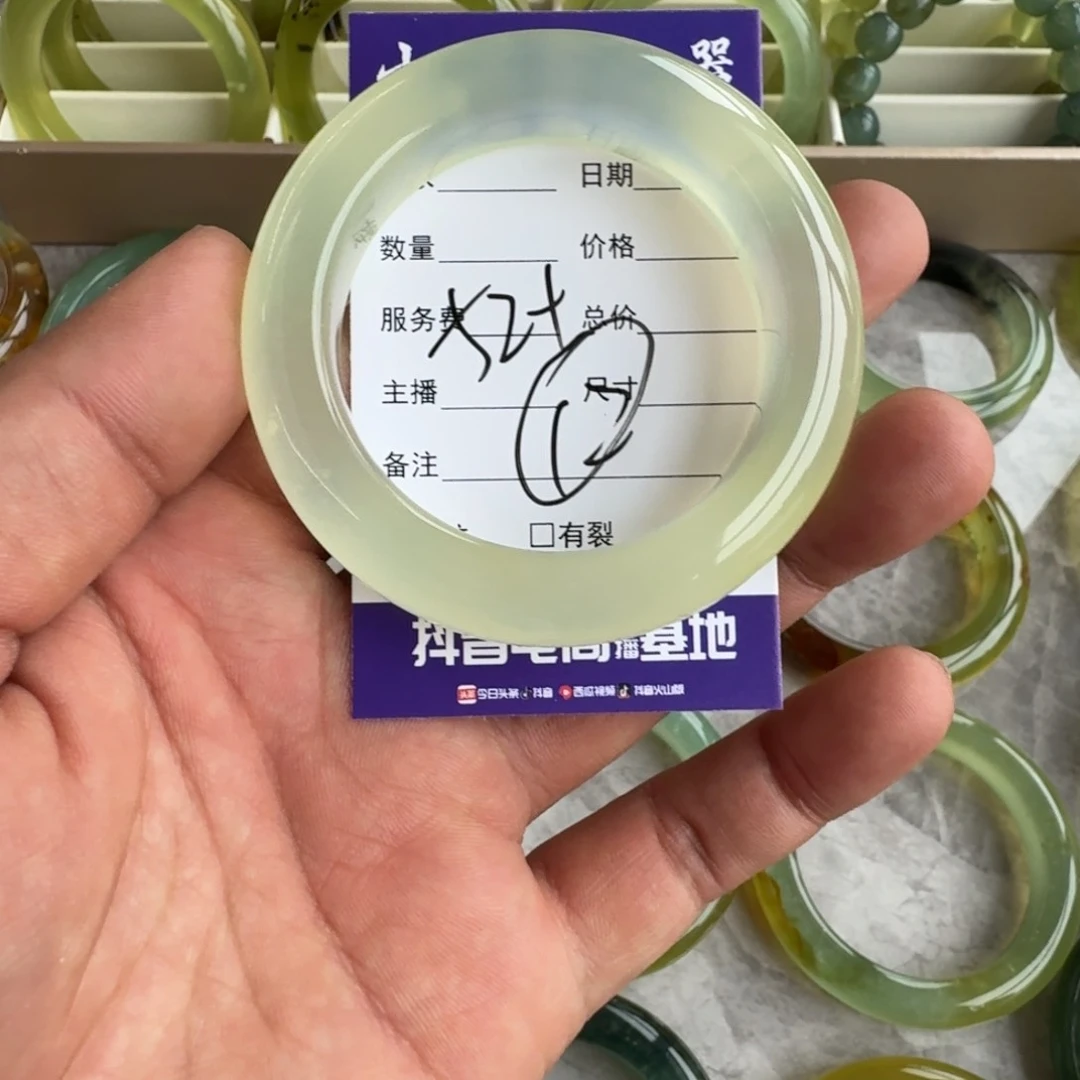 日期
数量 价格
服务费 总价
主播 尺寸
备注
□有裂
抖音电商直播基地
今日头条 抖音 西瓜视频 抖音火山版